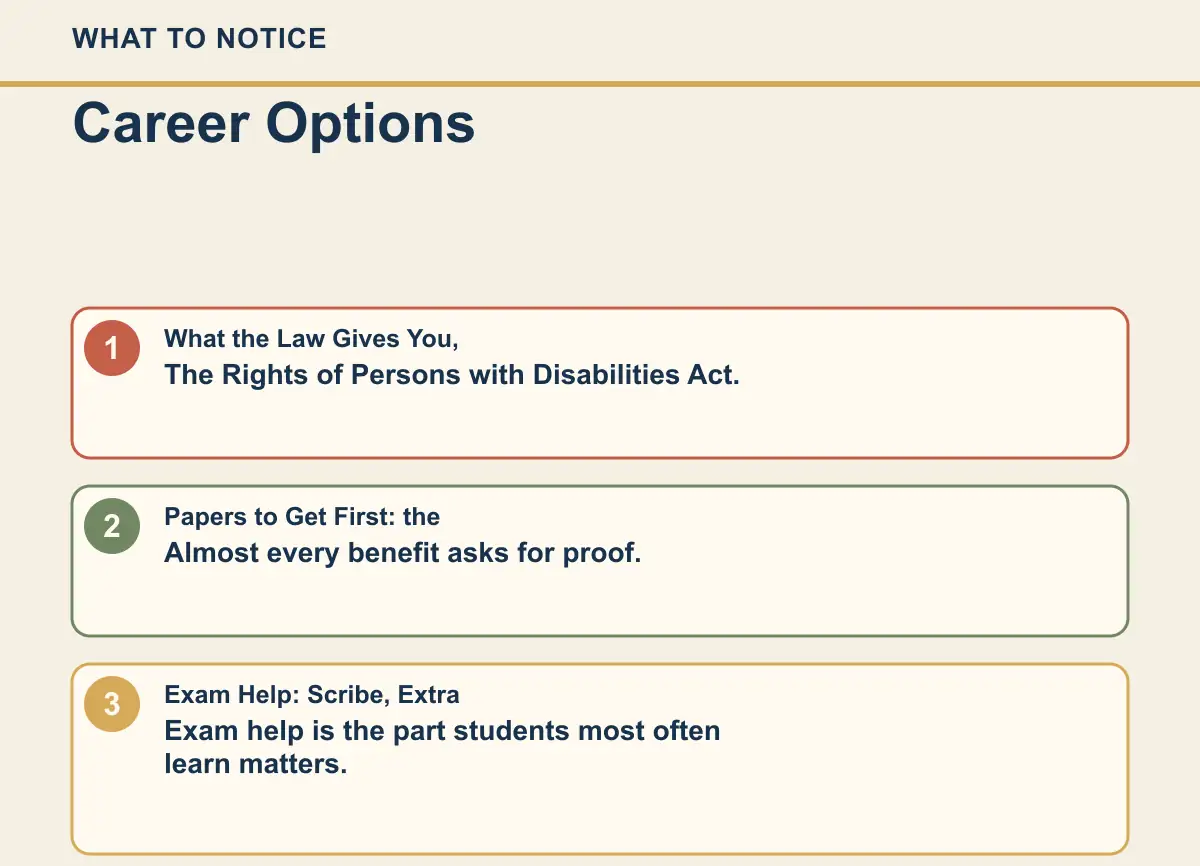 WHAT TO NOTICE
Career Options
1
What the Law Gives You,
The Rights of Persons with Disabilities Act.
2
Papers to Get First: the
Almost every benefit asks for proof.
3
Exam Help: Scribe, Extra
Exam help is the part students most often
learn matters.